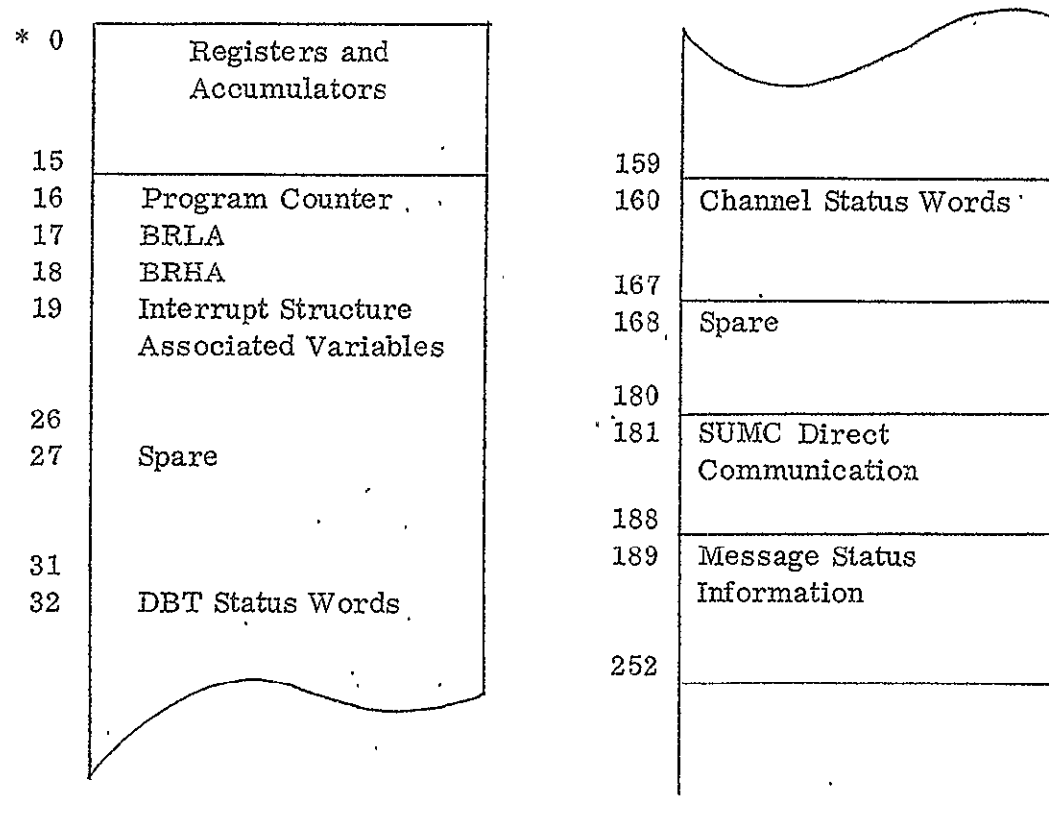 * 0 Registers and
Accumulators
15
16 Program Counter
17 BRLA
18 BRHA
19 Interrupt Structure
Associated Variables
26
27 Spare
31
32 DBT Status Words
159
160 Channel Status Words
167
168 Spare
180
181 SUMC Direct
Communication
188
189 Message Status
Information
252